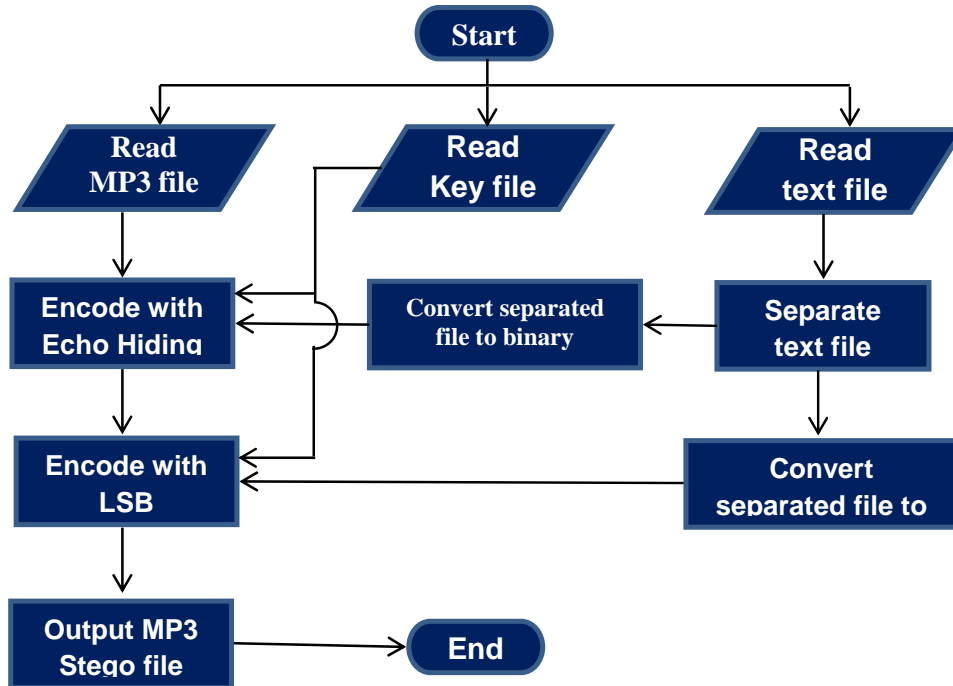 Start
Read
MP3 file
Read
Key file
Read
text file
Encode with
Echo Hiding
Convert separated
file to binary
Separate
text file
Encode with
LSB
Convert
separated file to
Output MP3
Stego file
End